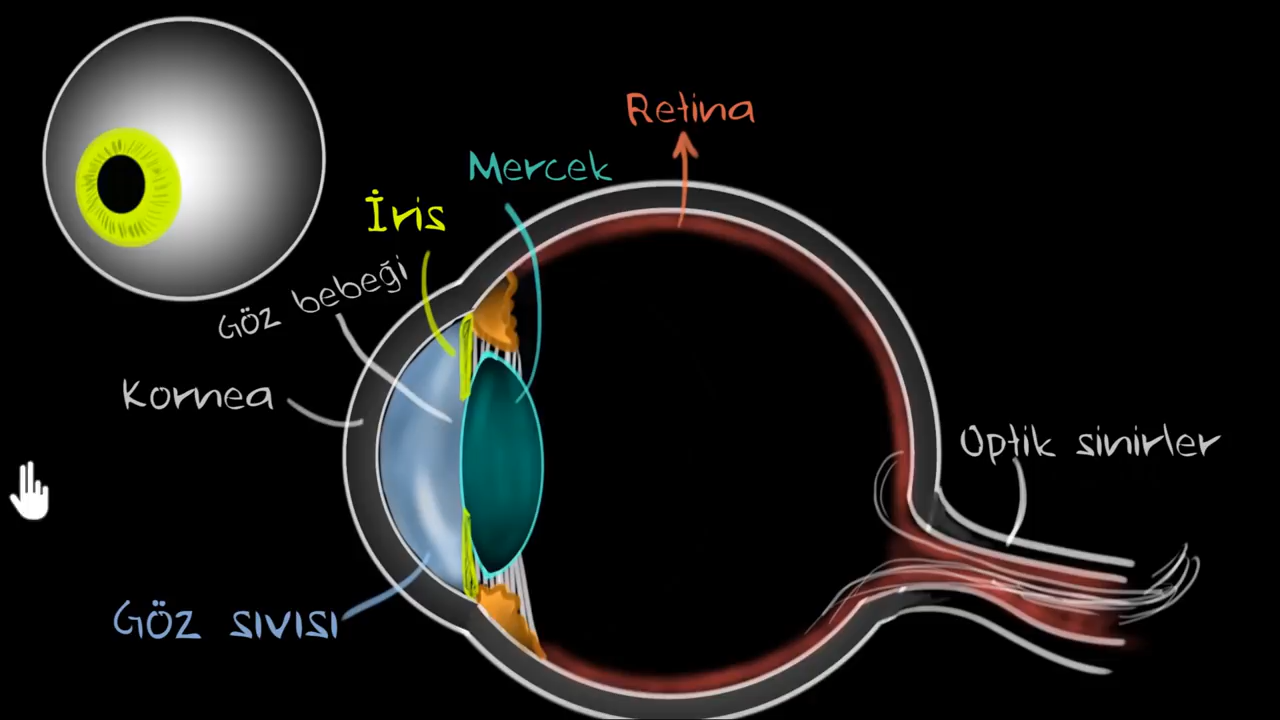 Retina
Mercek
İris
Göz bebeği
Kornea
Optik sinirler
Göz sıvısı